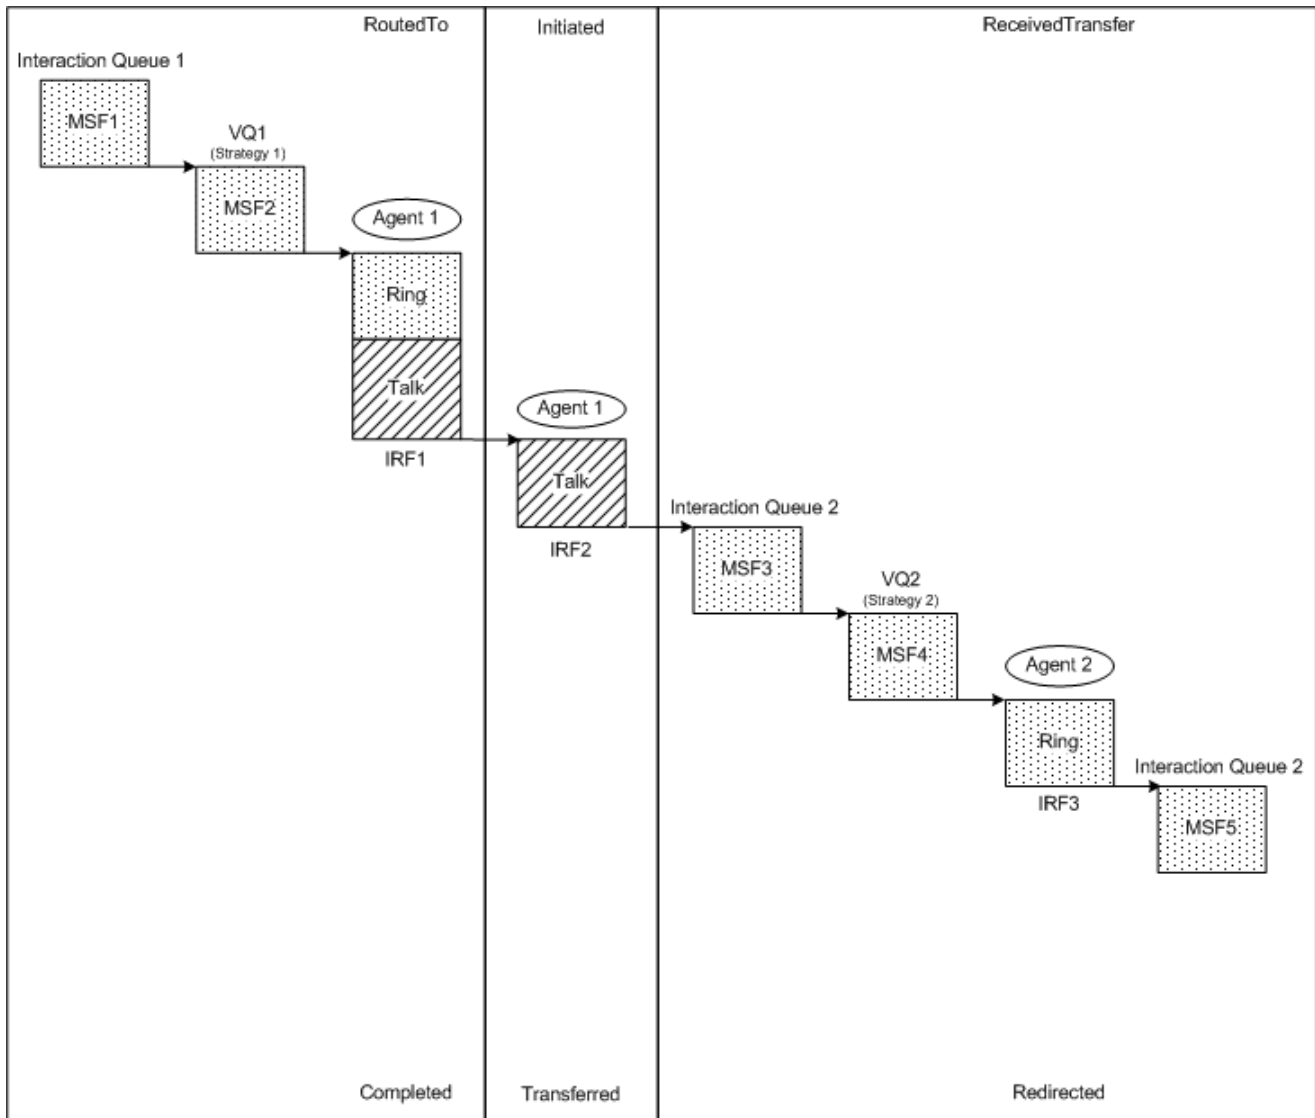 RoutedTo
Initiated
ReceivedTransfer
Interaction Queue 1
MSF1
VQ1
(Strategy 1)
MSF2
Agent 1
Ring
Talk
IRF1
Agent 1
Talk
IRF2
Interaction Queue 2
MSF3
VQ2
(Strategy 2)
MSF4
Agent 2
Ring
IRF3
Interaction Queue 2
MSF5
Completed
Transferred
Redirected